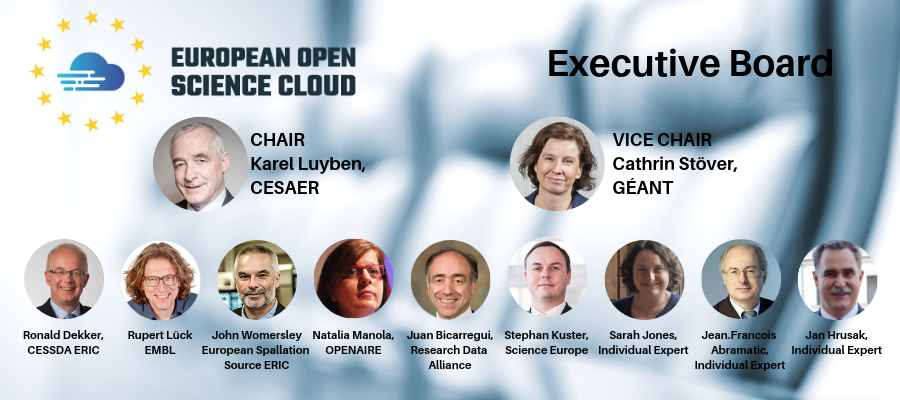 EUROPEAN OPEN
SCIENCE CLOUD
Executive Board
CHAIR
Karel Luyben,
CESAER
VICE CHAIR
Cathrin Stöver,
GÉANT
Ronald Dekker,
CESSDA ERIC
Rupert Lück
EMBL
John Womersley
European Spallation
Source ERIC
Natalia Manola,
OPENAIRE
Juan Bicarregui,
Research Data
Alliance
Stephan Kuster,
Science Europe
Sarah Jones,
Individual Expert
Jean.Francois
Abramatic,
Individual Expert
Jan Hrusak,
Individual Expert